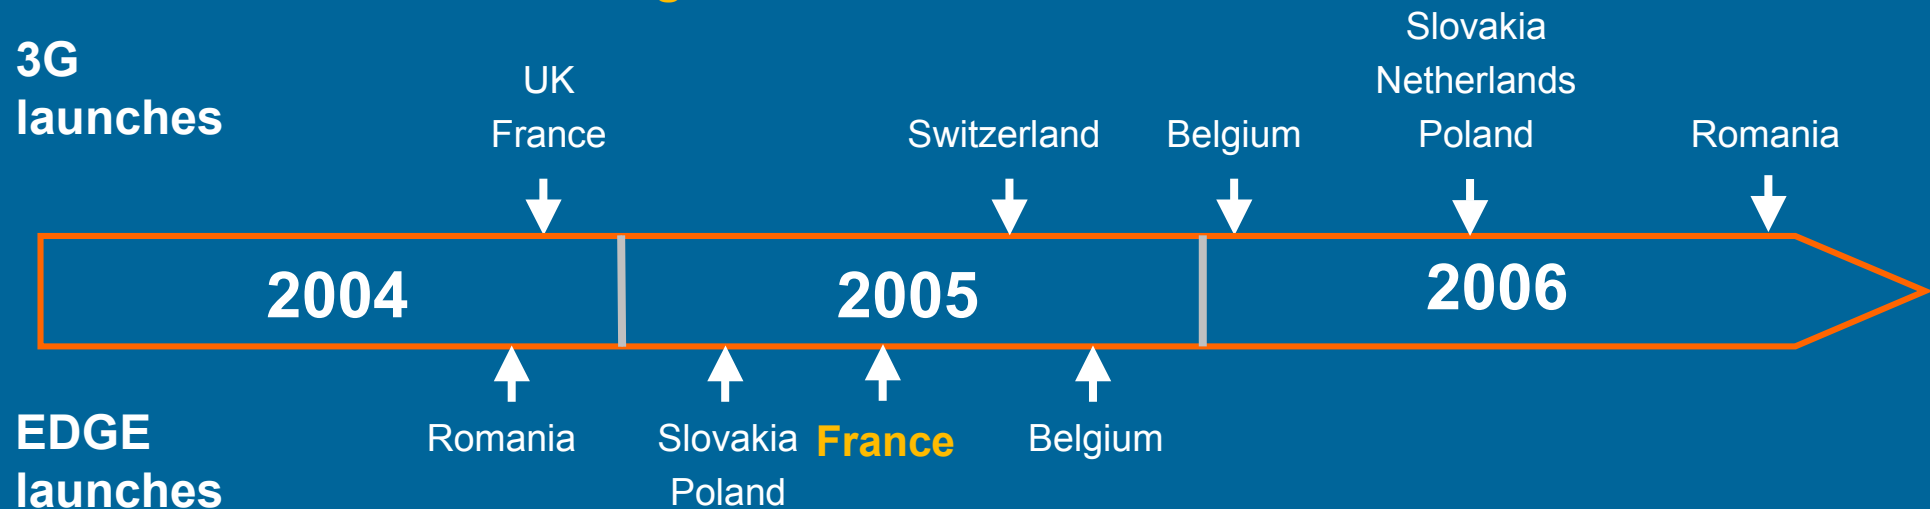 3G
launches
UK
France
Switzerland
Belgium
Slovakia
Netherlands
Poland
Romania
2004
2005
2006
EDGE
launches
Romania
Slovakia
Poland
France
Belgium